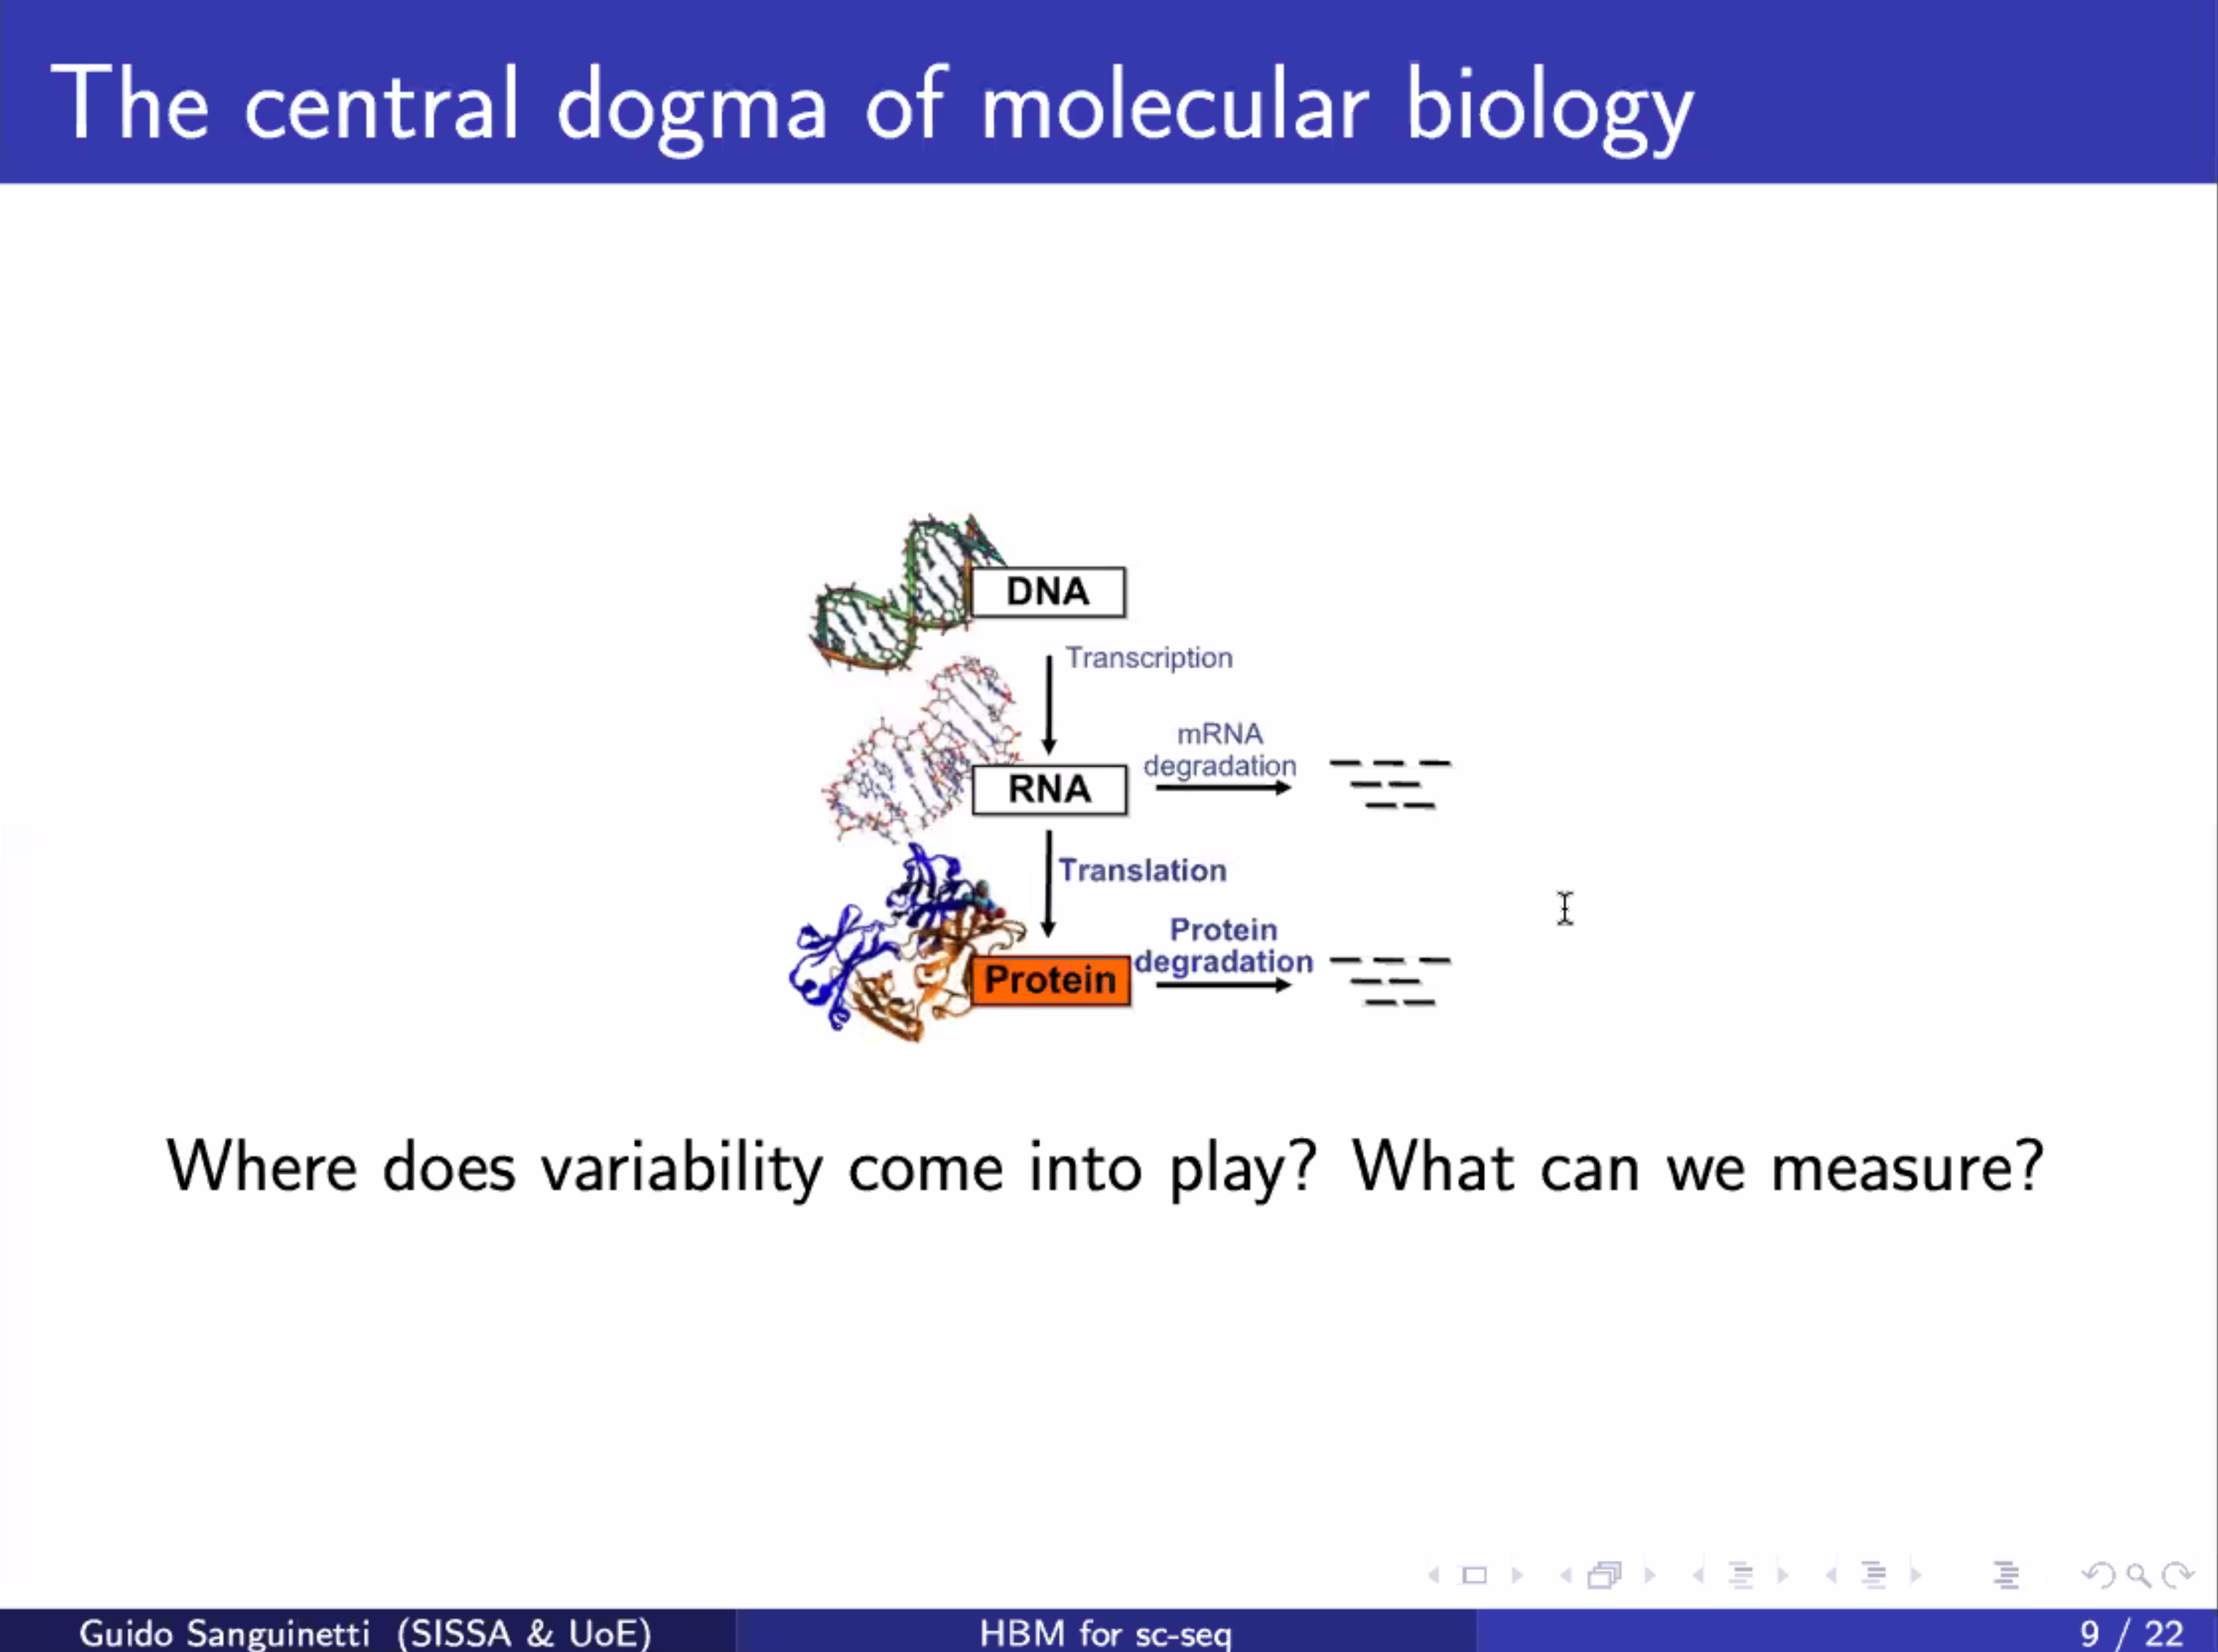 The central dogma of molecular biology
DNA
Transcription
mRNA
degradation
RNA
Translation
Protein
degradation
Protein
Where does variability come into play? What can we measure?
Guido Sanguinetti (SISSA & UoE)
HBM for sc-seq
9 / 22